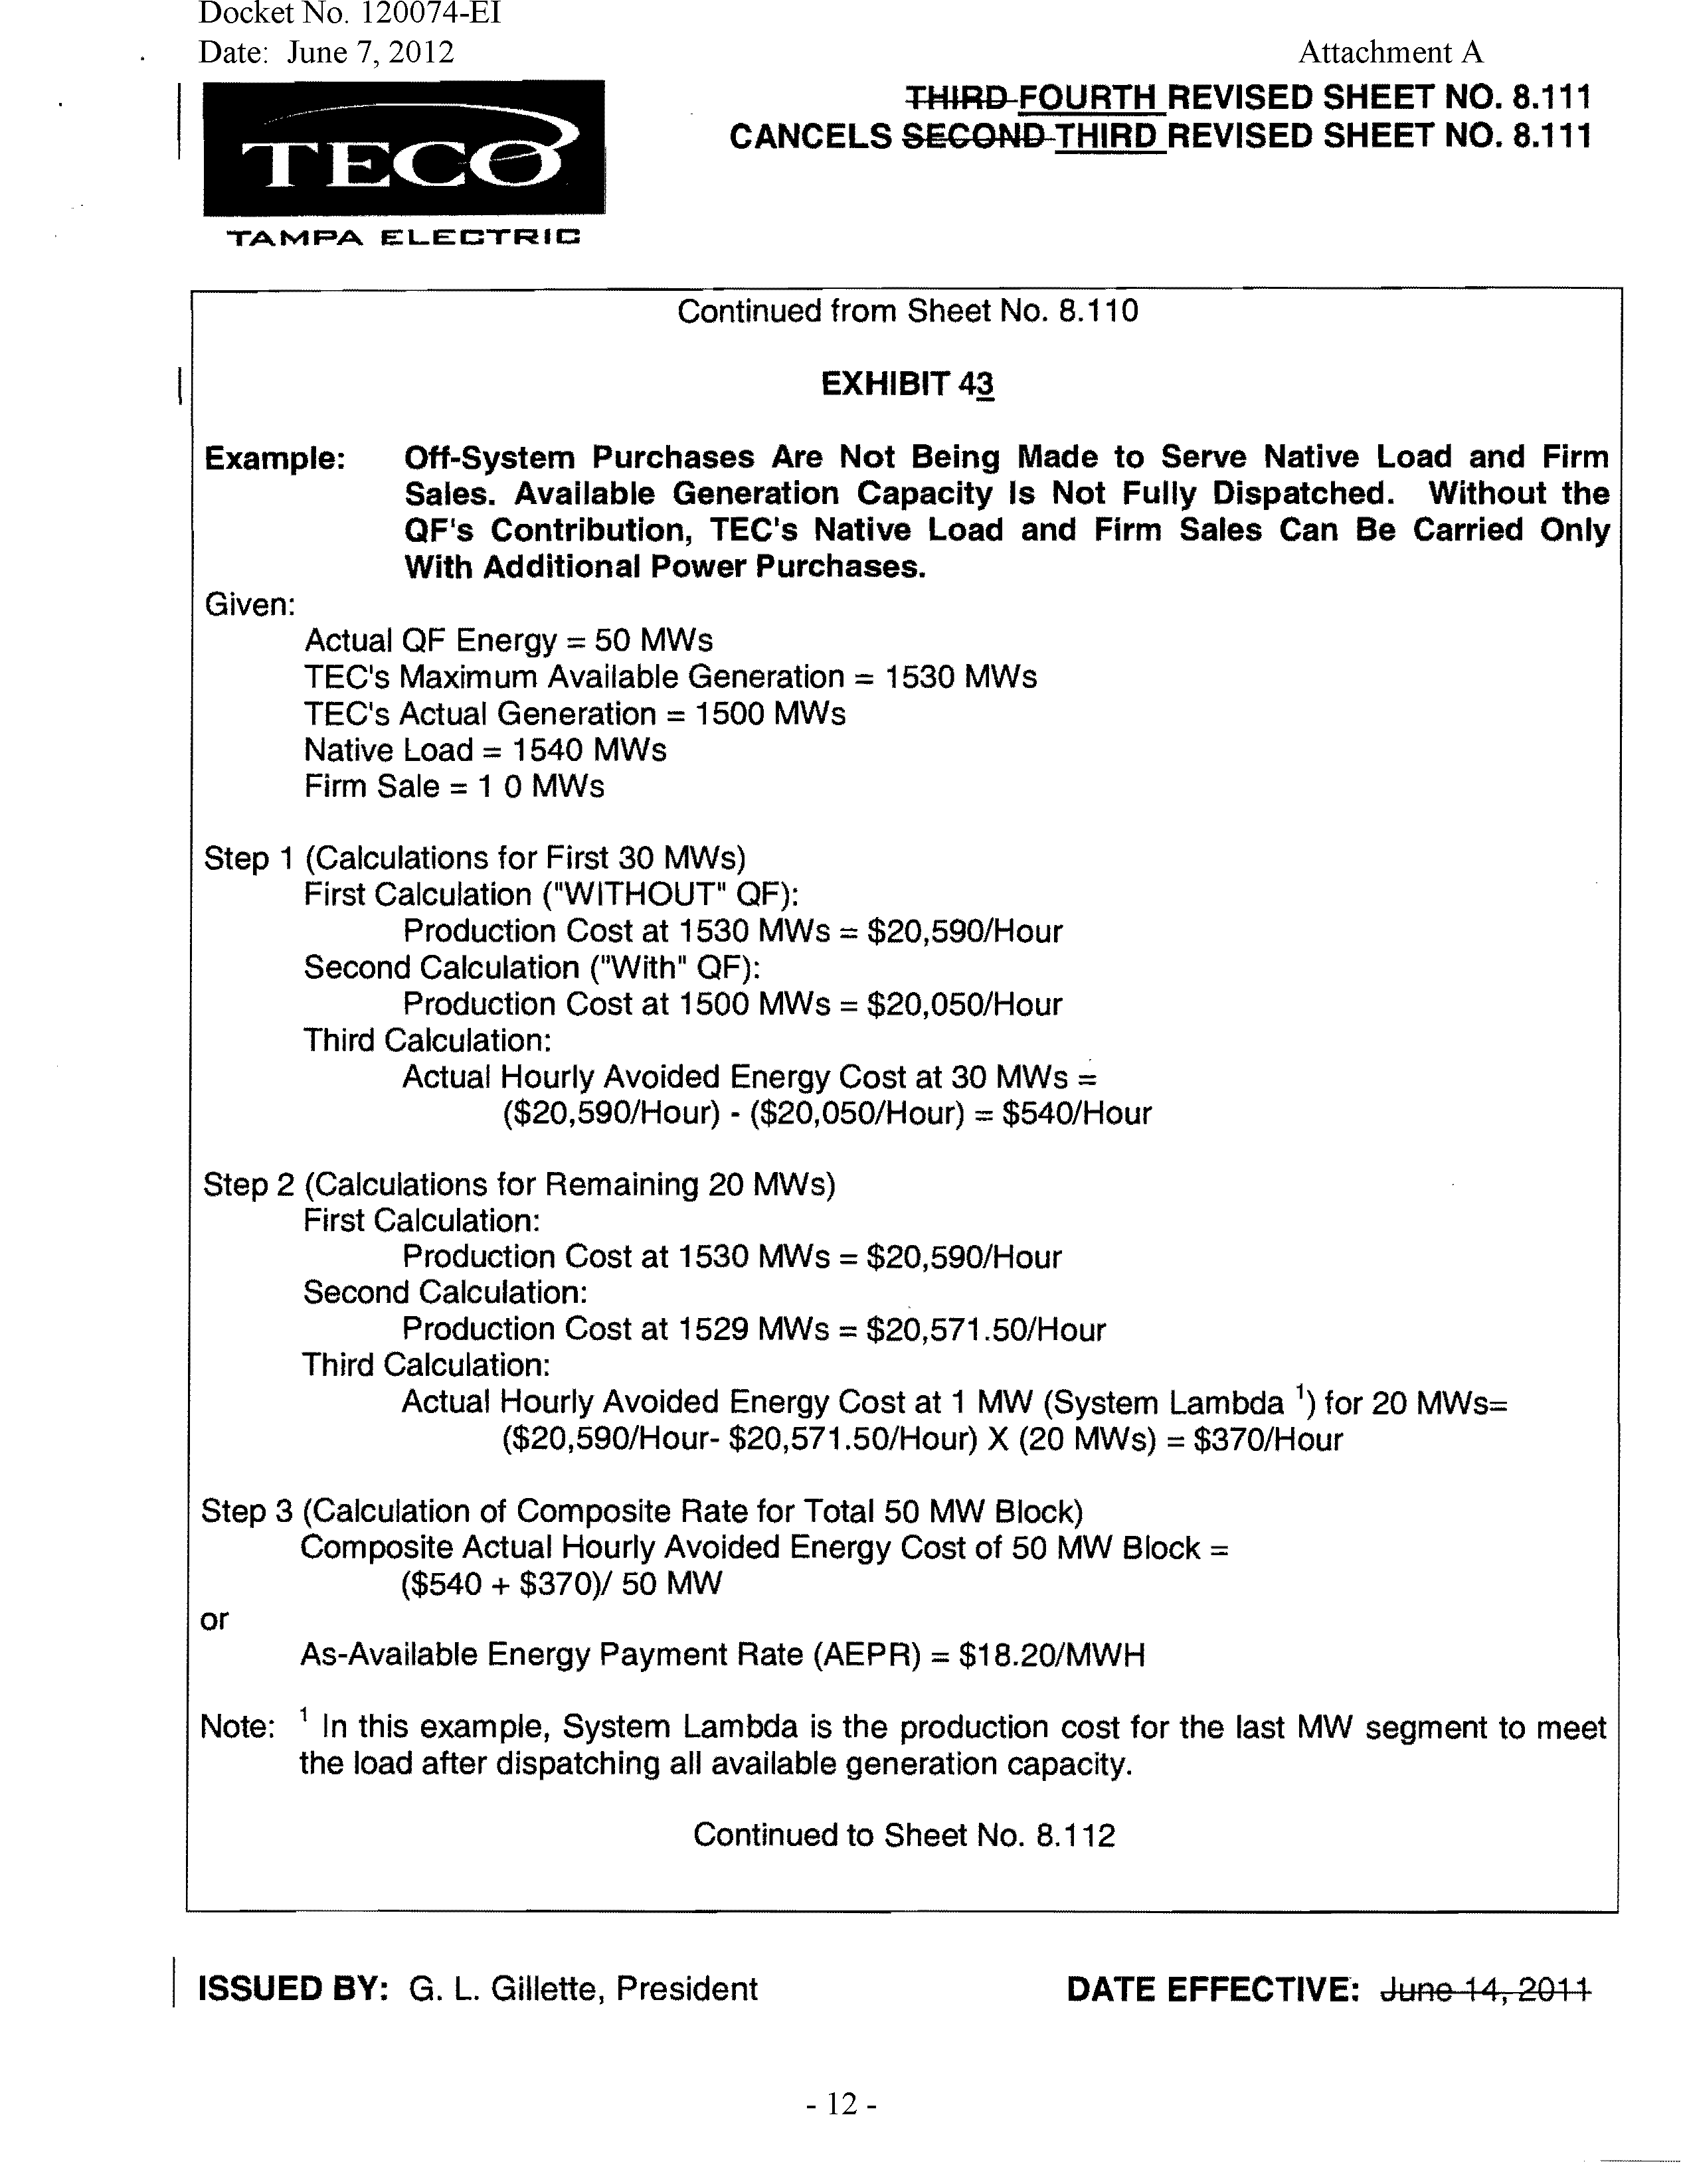 Docket No. 120074-EI
Date: June 7, 2012
Attachment A
THIRD FOURTH REVISED SHEET NO. 8.111
CANCELS SECOND THIRD REVISED SHEET NO. 8.111
TECO
TAMPA ELECTRIC
Continued from Sheet No. 8.110
EXHIBIT 43
Example: Off-System Purchases Are Not Being Made to Serve Native Load and Firm
Sales. Available Generation Capacity Is Not Fully Dispatched. Without the
QF's Contribution, TEC's Native Load and Firm Sales Can Be Carried Only
With Additional Power Purchases.
Given:
Actual QF Energy = 50 MWs
TEC's Maximum Available Generation = 1530 MWs
TEC's Actual Generation = 1500 MWs
Native Load = 1540 MWs
Firm Sale = 1 0 MWs
Step 1 (Calculations for First 30 MWs)
First Calculation ("WITHOUT" QF):
Production Cost at 1530 MWs = $20,590/Hour
Second Calculation ("With" QF):
Production Cost at 1500 MWs = $20,050/Hour
Third Calculation:
Actual Hourly Avoided Energy Cost at 30 MWs =
($20,590/Hour) - ($20,050/Hour) = $540/Hour
Step 2 (Calculations for Remaining 20 MWs)
First Calculation:
Production Cost at 1530 MWs = $20,590/Hour
Second Calculation:
Production Cost at 1529 MWs = $20,571.50/Hour
Third Calculation:
Actual Hourly Avoided Energy Cost at 1 MW (System Lambda ¹) for 20 MWs=
($20,590/Hour- $20,571.50/Hour) X (20 MWs) = $370/Hour
Step 3 (Calculation of Composite Rate for Total 50 MW Block)
Composite Actual Hourly Avoided Energy Cost of 50 MW Block =
($540 + $370)/ 50 MW
or
As-Available Energy Payment Rate (AEPR) = $18.20/MWH
Note: ¹ In this example, System Lambda is the production cost for the last MW segment to meet
the load after dispatching all available generation capacity.
Continued to Sheet No. 8.112
ISSUED BY: G. L. Gillette, President
DATE EFFECTIVE: June 14, 2011
- 12 -